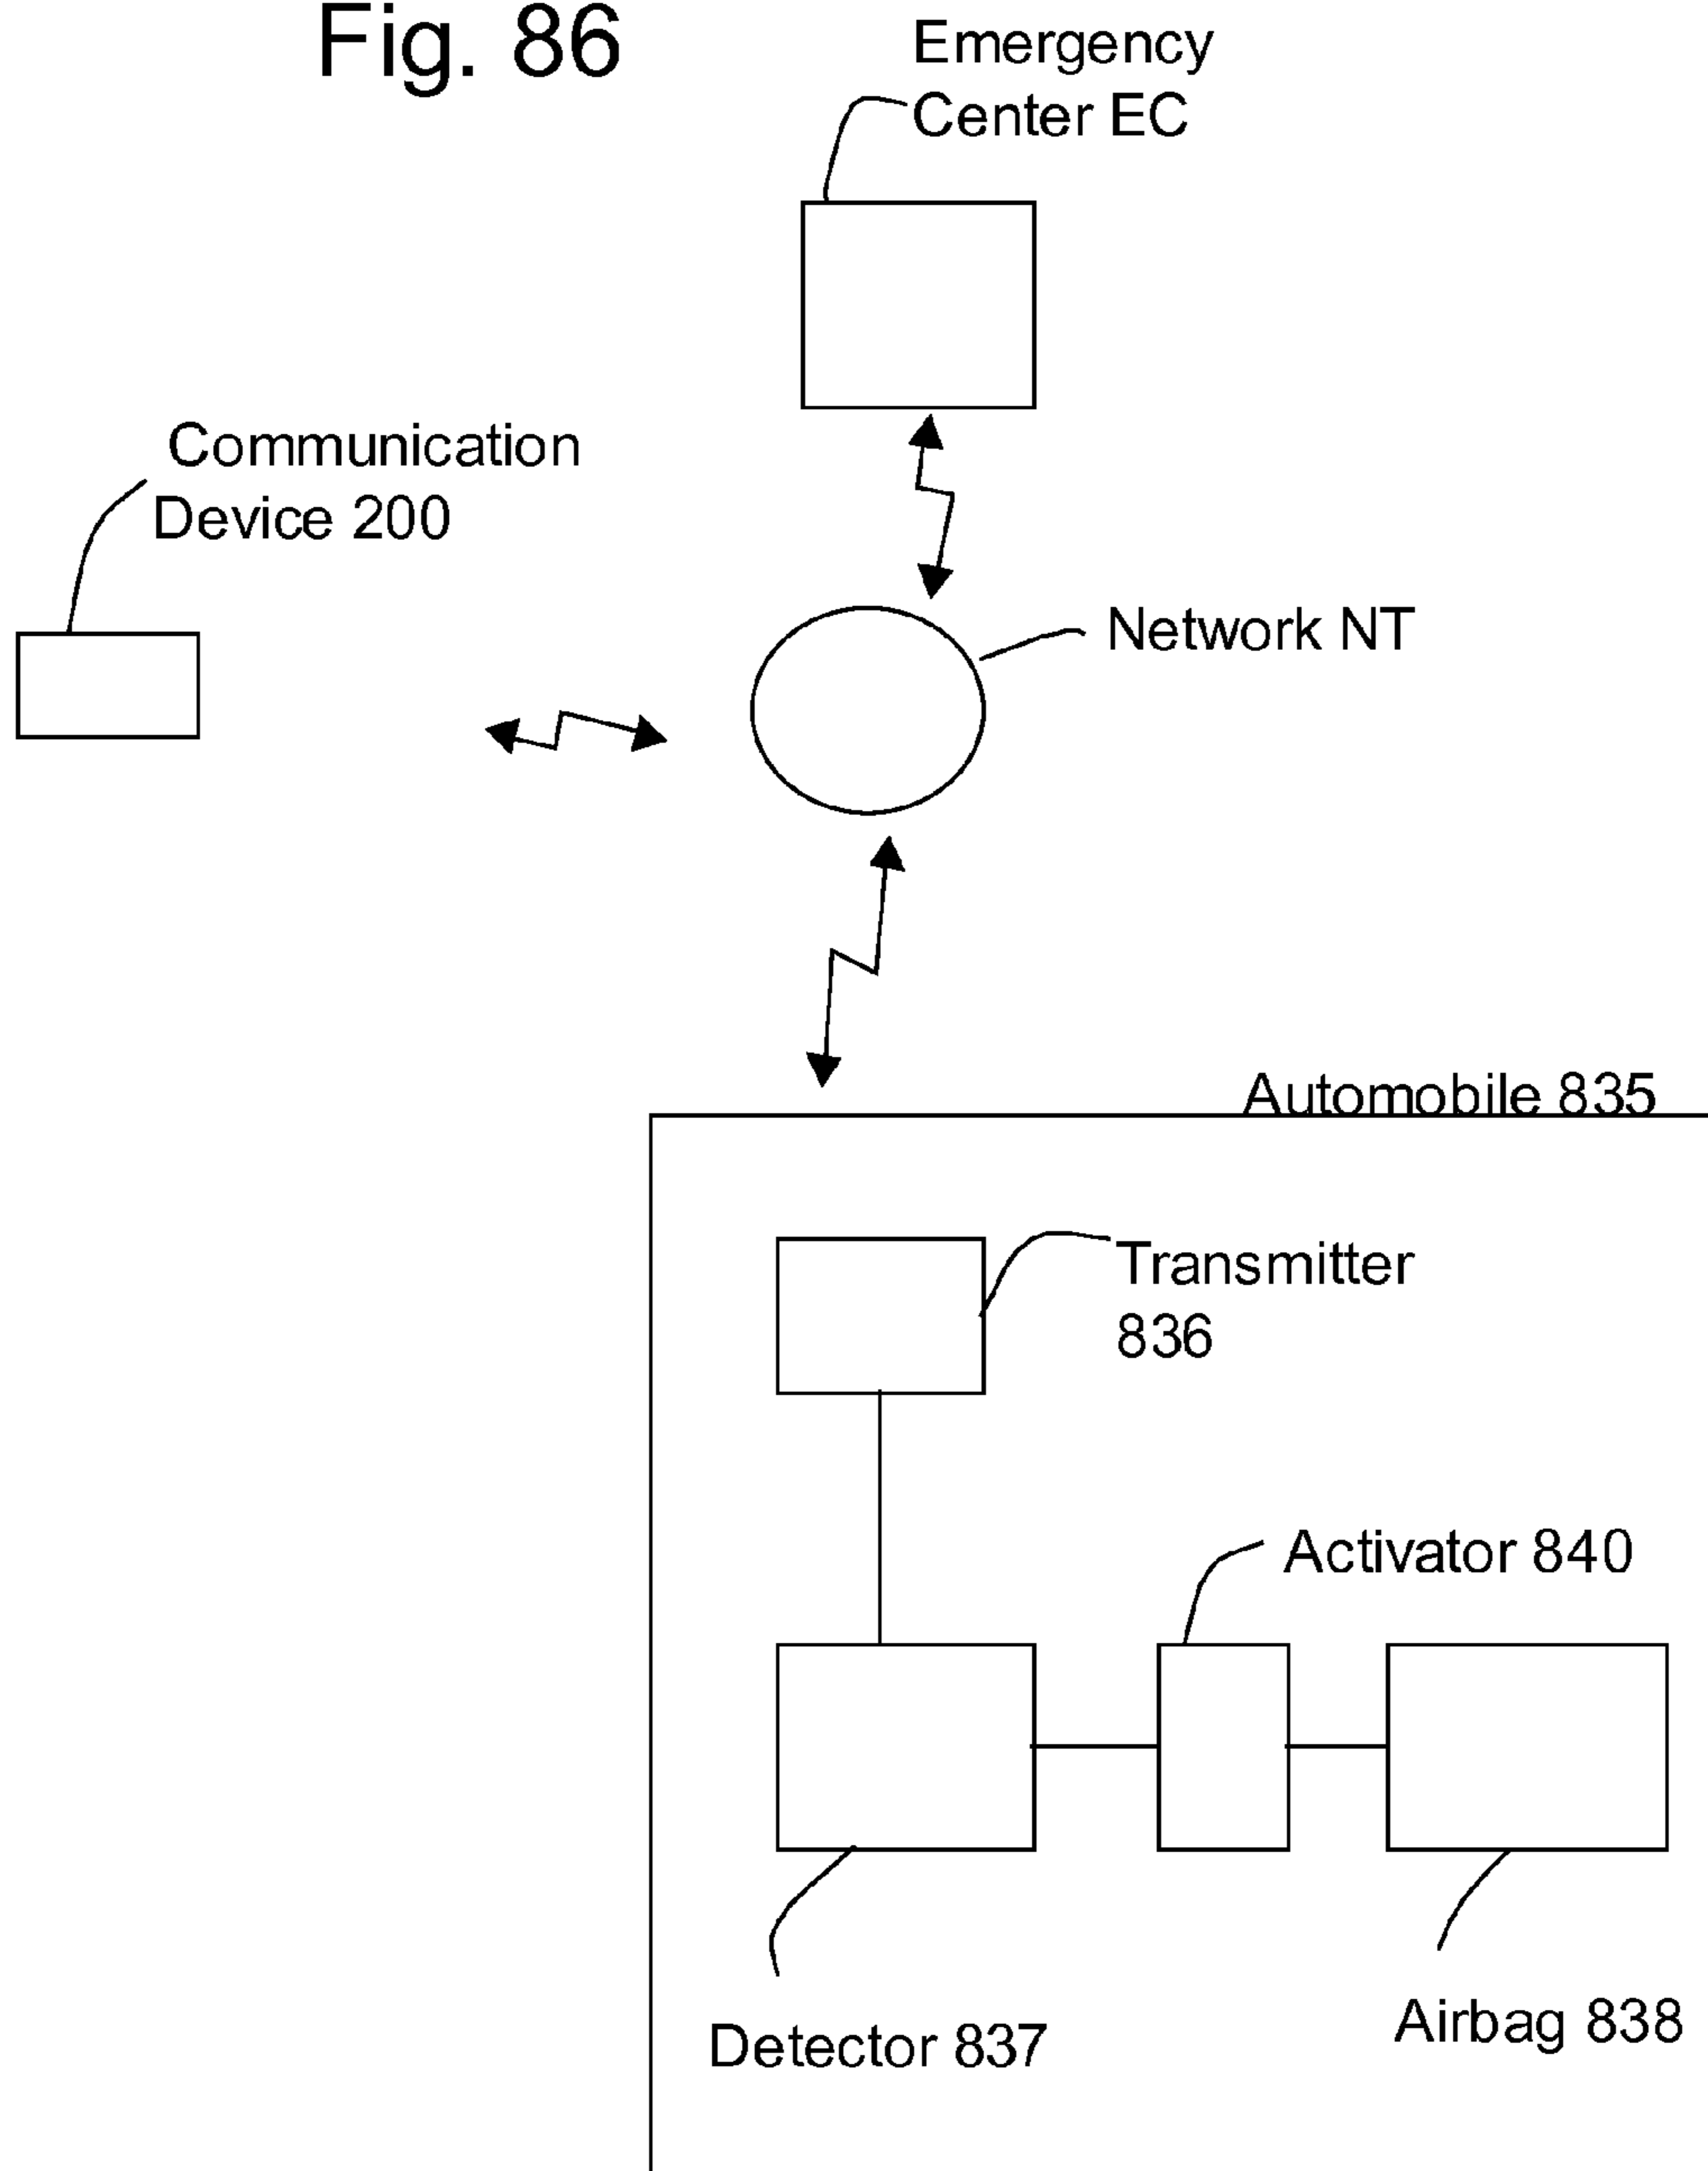 Fig. 86
Emergency
Center EC
Communication
Device 200
Network NT
Automobile 835
Transmitter
836
Activator 840
Detector 837
Airbag 838